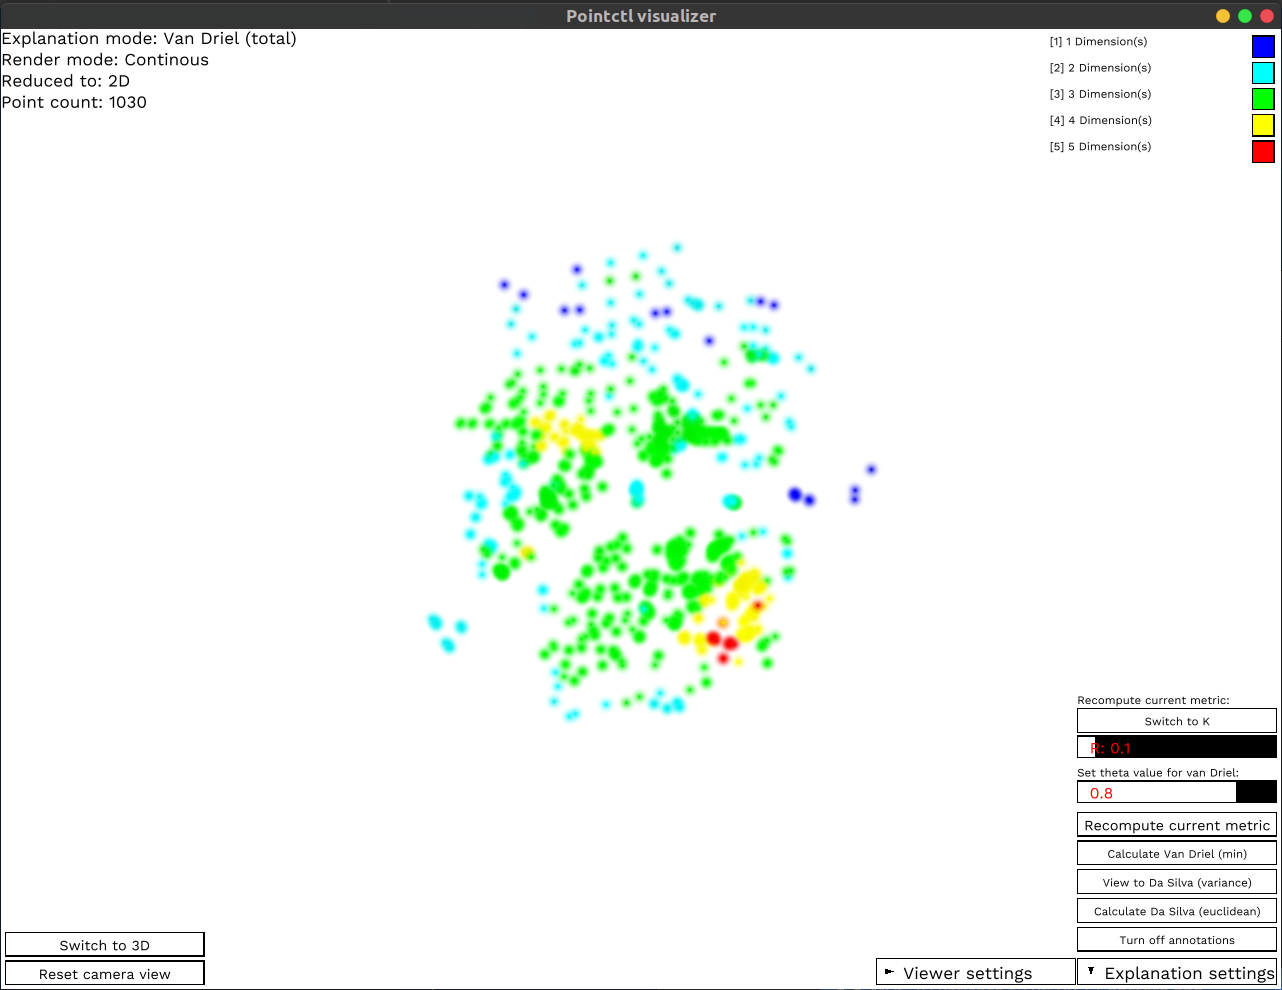 Pointctl visualizer
Explanation mode: Van Driel (total)
Render mode: Continous
Reduced to: 2D
Point count: 1030
[1] 1 Dimension(s)
[2] 2 Dimension(s)
[3] 3 Dimension(s)
[4] 4 Dimension(s)
[5] 5 Dimension(s)
Recompute current metric:
Switch to K
R: 0.1
Set theta value for van Driel:
0.8
Recompute current metric
Calculate Van Driel (min)
View to Da Silva (variance)
Calculate Da Silva (euclidean)
Turn off annotations
Switch to 3D
Reset camera view
Viewer settings
Explanation settings